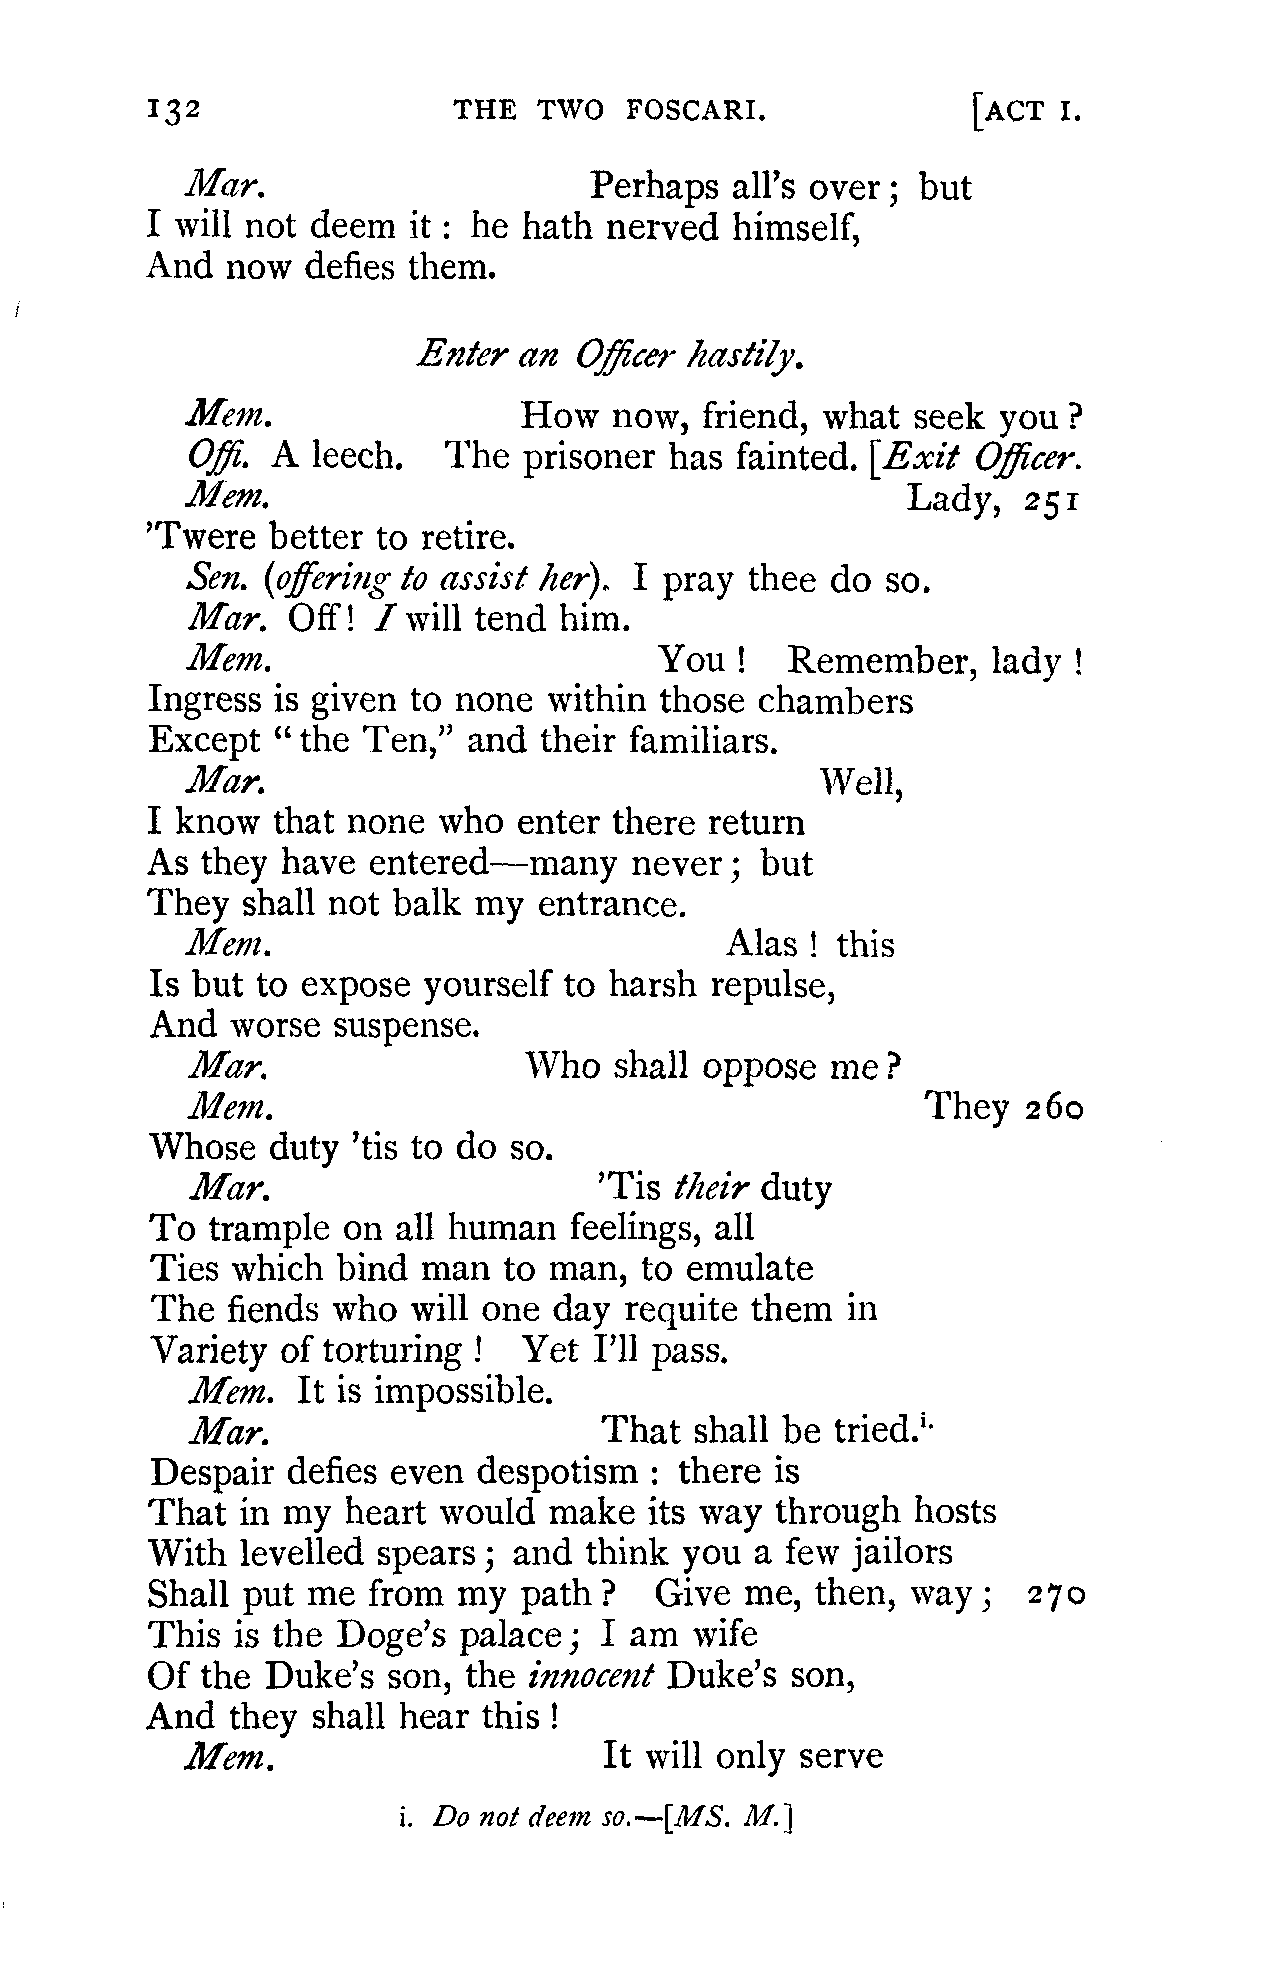 132 THE TWO FOSCARI. [ACT I.
Mar. Perhaps all's over; but
I will not deem it: he hath nerved himself,
And now defies them.
Enter an Officer hastily.
Mem. How now, friend, what seek you?
Offi. A leech. The prisoner has fainted. [Exit Officer.
Mem. Lady, 251
'Twere better to retire.
Sen. (offering to assist her). I pray thee do so.
Mar. Off! I will tend him.
Mem. You! Remember, lady!
Ingress is given to none within those chambers
Except "the Ten," and their familiars.
Mar. Well,
I know that none who enter there return
As they have entered—many never; but
They shall not balk my entrance.
Mem. Alas! this
Is but to expose yourself to harsh repulse,
And worse suspense.
Mar. Who shall oppose me?
Mem. They 260
Whose duty 'tis to do so.
Mar. 'Tis their duty
To trample on all human feelings, all
Ties which bind man to man, to emulate
The fiends who will one day requite them in
Variety of torturing! Yet I'll pass.
Mem. It is impossible.
Mar. That shall be tried.i.
Despair defies even despotism: there is
That in my heart would make its way through hosts
With levelled spears; and think you a few jailors
Shall put me from my path? Give me, then, way; 270
This is the Doge's palace; I am wife
Of the Duke's son, the innocent Duke's son,
And they shall hear this!
Mem. It will only serve
i. Do not deem so.—[MS. M.]